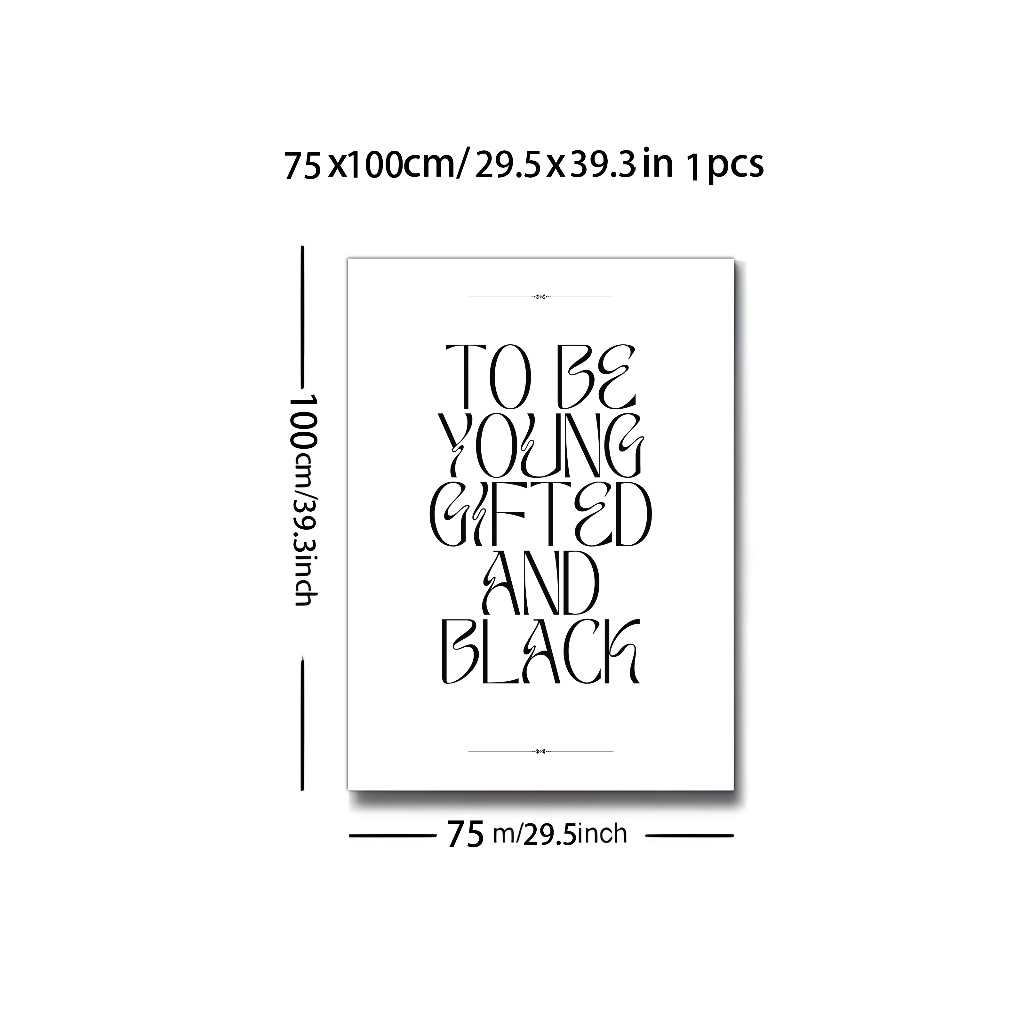 75x100cm/29.5x39.3in 1pcs
100cm/39.3inch
TO BE
YOUNG
GIFTED
AND
BLACK
75 m/29.5inch